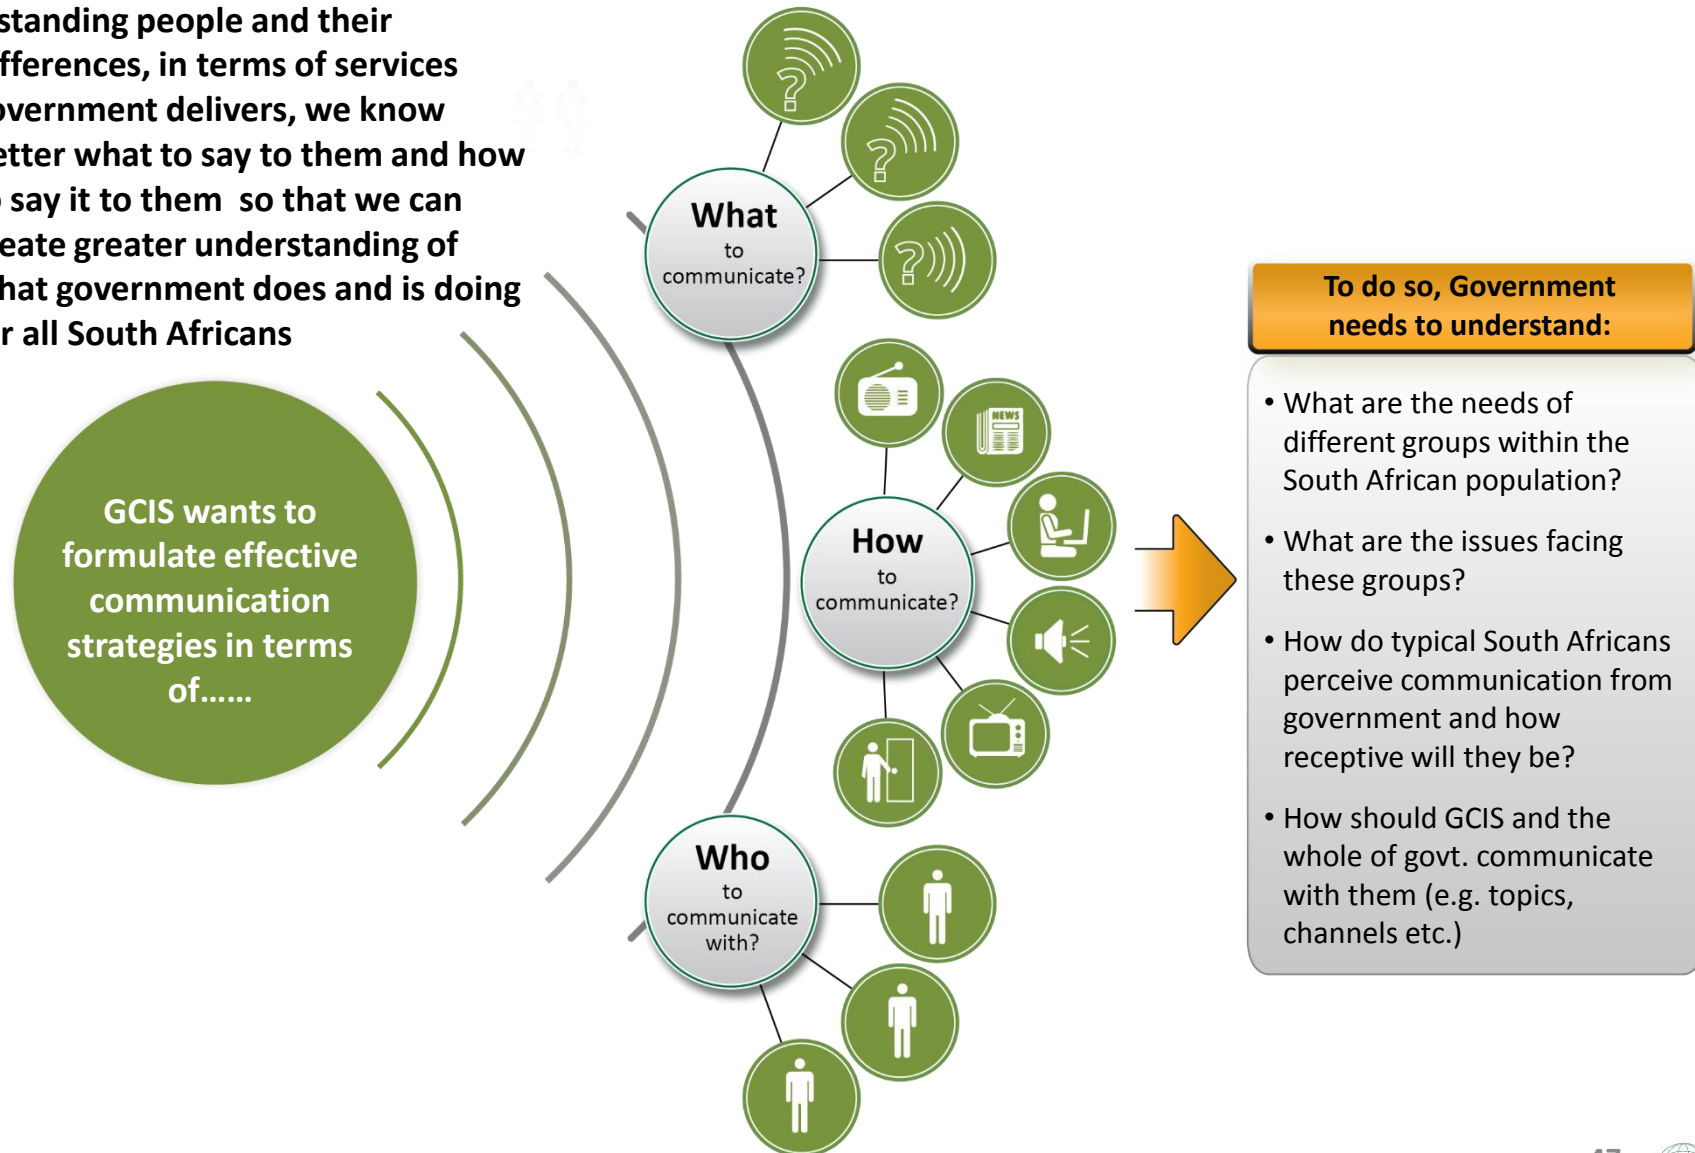 standing people and their
fferences, in terms of services
overnment delivers, we know
etter what to say to them and how
o say it to them so that we can
eate greater understanding of
hat government does and is doing
r all South Africans
GCIS wants to
formulate effective
communication
strategies in terms
of......
What
to
communicate?
NEWS
How
to
communicate?
Who
to
communicate
with?
To do so, Government
needs to understand:
• What are the needs of
different groups within the
South African population?
• What are the issues facing
these groups?
• How do typical South Africans
perceive communication from
government and how
receptive will they be?
• How should GCIS and the
whole of govt. communicate
with them (e.g. topics,
channels etc.)
47